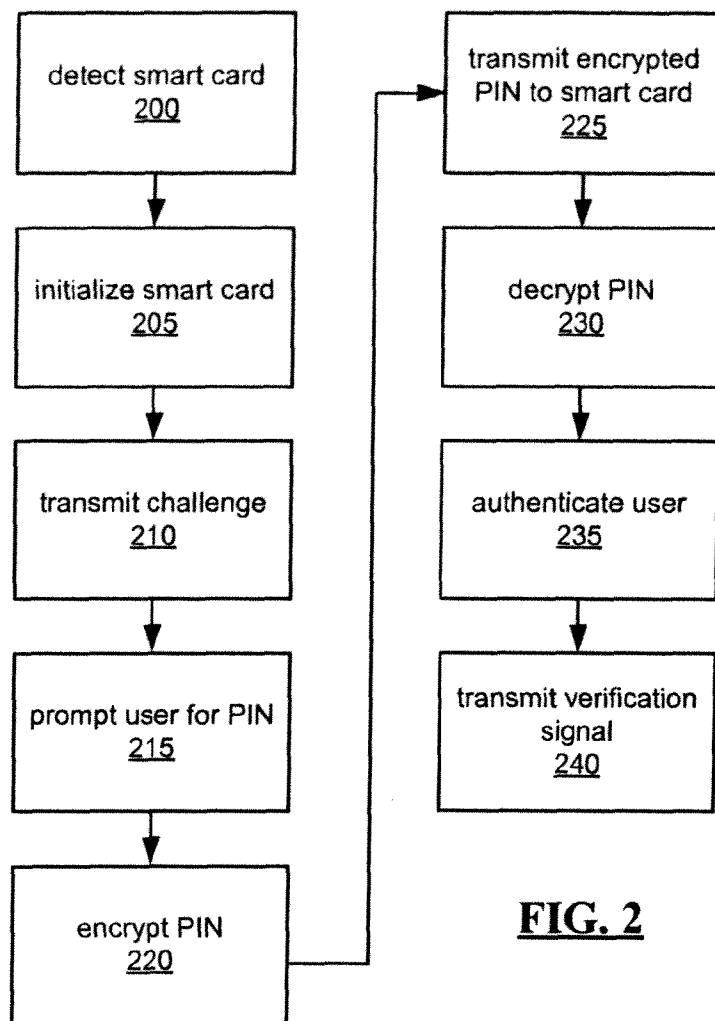 detect smart card
200
initialize smart card
205
transmit challenge
210
prompt user for PIN
215
encrypt PIN
220
transmit encrypted
PIN to smart card
225
decrypt PIN
230
authenticate user
235
transmit verification
signal
240
FIG. 2